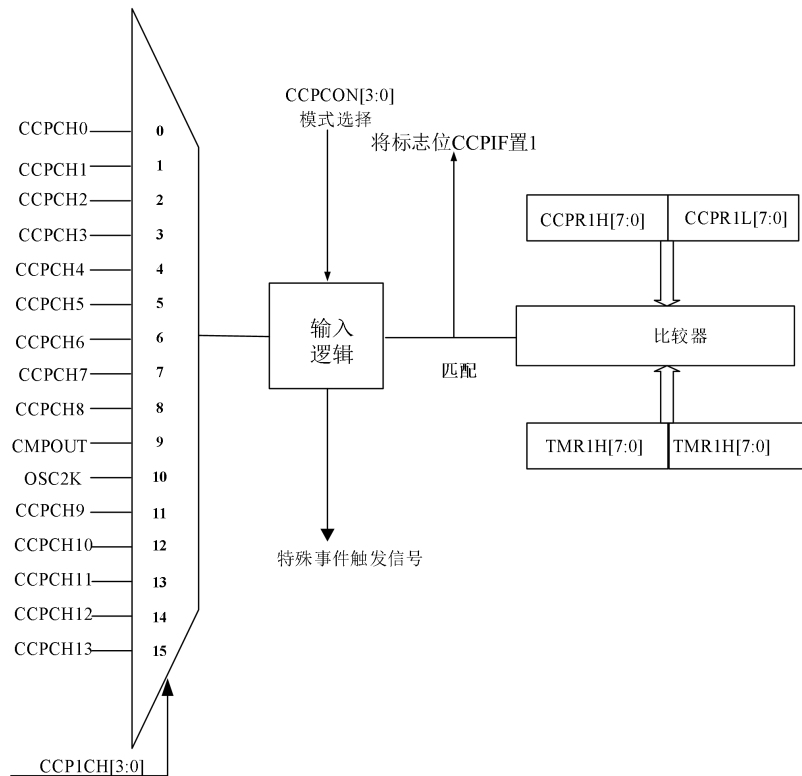 CCPCH0
0
CCPCH1
1
CCPCH2
2
CCPCH3
3
CCPCH4
4
CCPCH5
5
CCPCH6
6
CCPCH7
7
CCPCH8
8
CMPOUT
9
OSC2K
10
CCPCH9
11
CCPCH10
12
CCPCH11
13
CCPCH12
14
CCPCH13
15
CCP1CH[3:0]
CCPCON[3:0]
模式选择
将标志位CCPIF置1
输入
逻辑
特殊事件触发信号
匹配
CCPR1H[7:0]
CCPR1L[7:0]
比较器
TMR1H[7:0]
TMR1H[7:0]